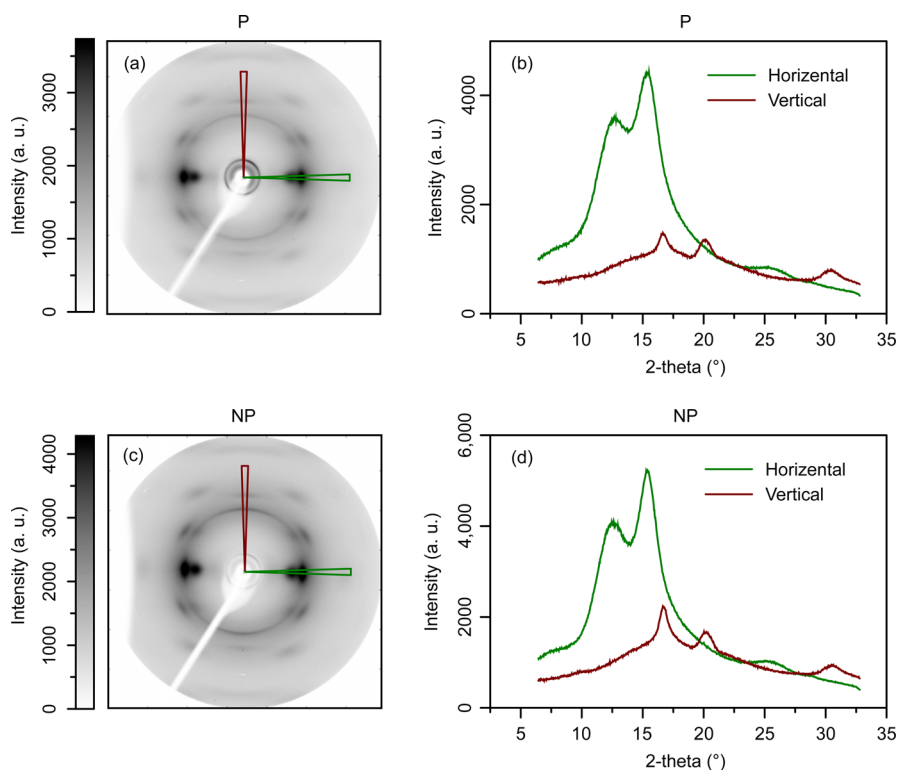 P
(a)
Intensity (a. u.)
0 1000 2000 3000
(b)
Horizental
Vertical
Intensity (a. u.)
0 2000 4000
5 10 15 20 25 30 35
2-theta (°)
NP
(c)
Intensity (a. u.)
0 1000 2000 3000 4000
NP
(d)
Horizental
Vertical
Intensity (a. u.)
0 2000 4,000 6,000
5 10 15 20 25 30 35
2-theta (°)
P